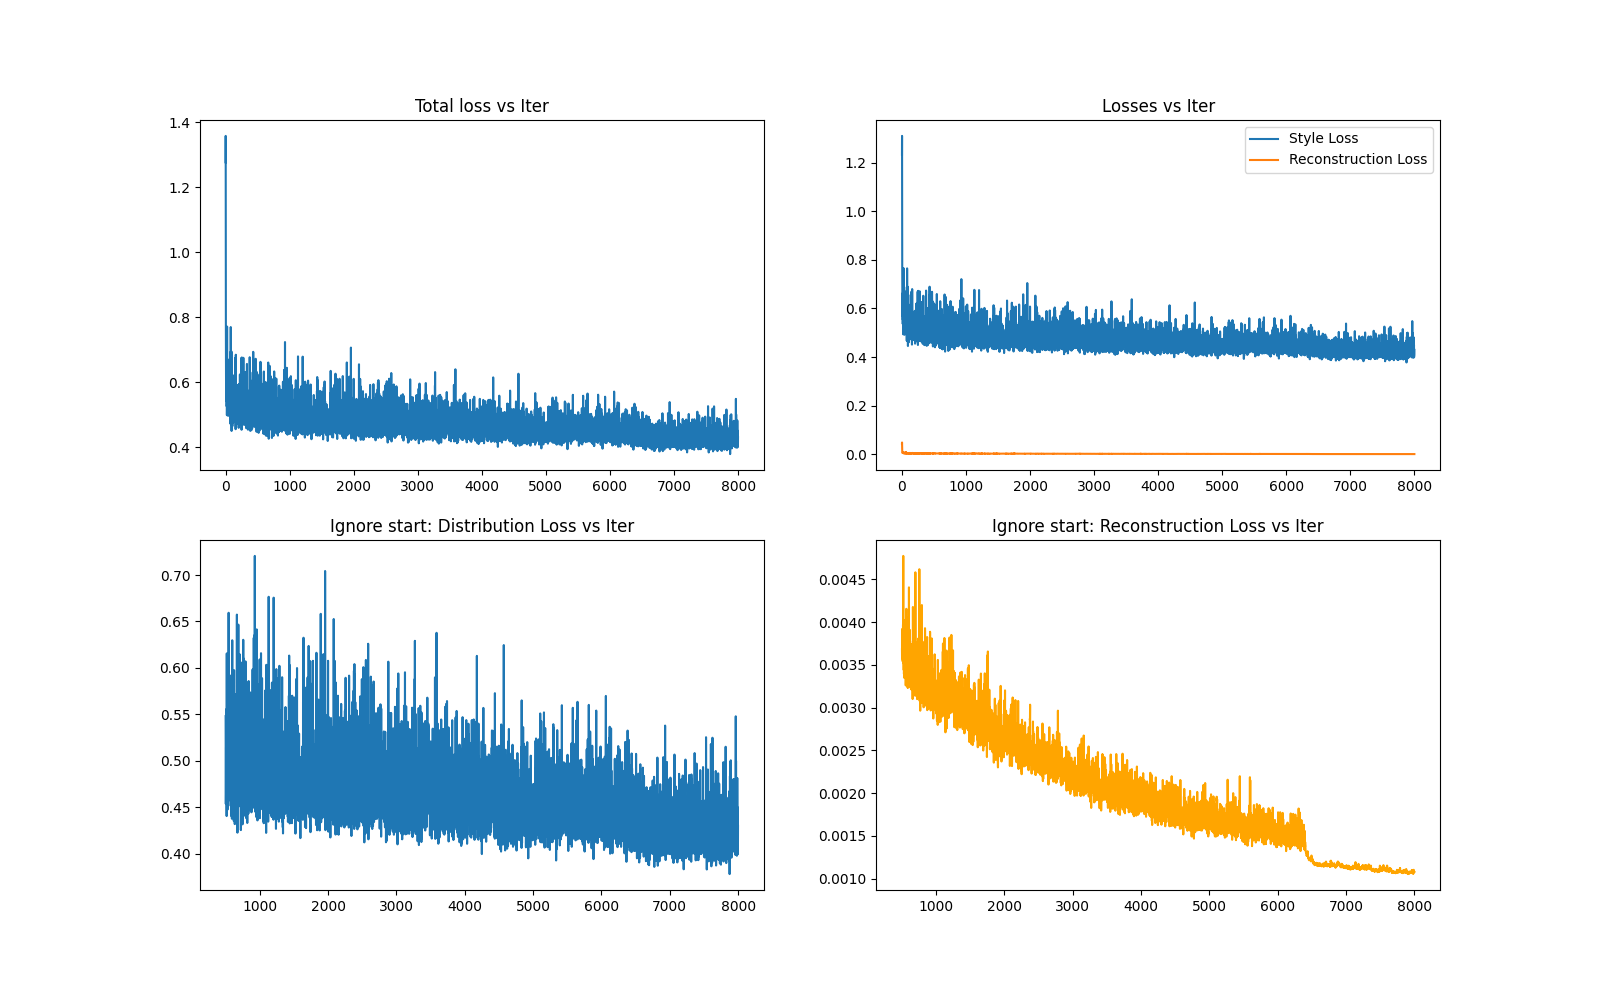 Total loss vs Iter
1.4
1.2
1.0
0.8
0.6
0.4
0 1000 2000 3000 4000 5000 6000 7000 8000
Losses vs Iter
Style Loss
Reconstruction Loss
1.2
1.0
0.8
0.6
0.4
0.2
0.0
0 1000 2000 3000 4000 5000 6000 7000 8000
Ignore start: Distribution Loss vs Iter
0.70
0.65
0.60
0.55
0.50
0.45
0.40
1000 2000 3000 4000 5000 6000 7000 8000
Ignore start: Reconstruction Loss vs Iter
0.0045
0.0040
0.0035
0.0030
0.0025
0.0020
0.0015
0.0010
1000 2000 3000 4000 5000 6000 7000 8000